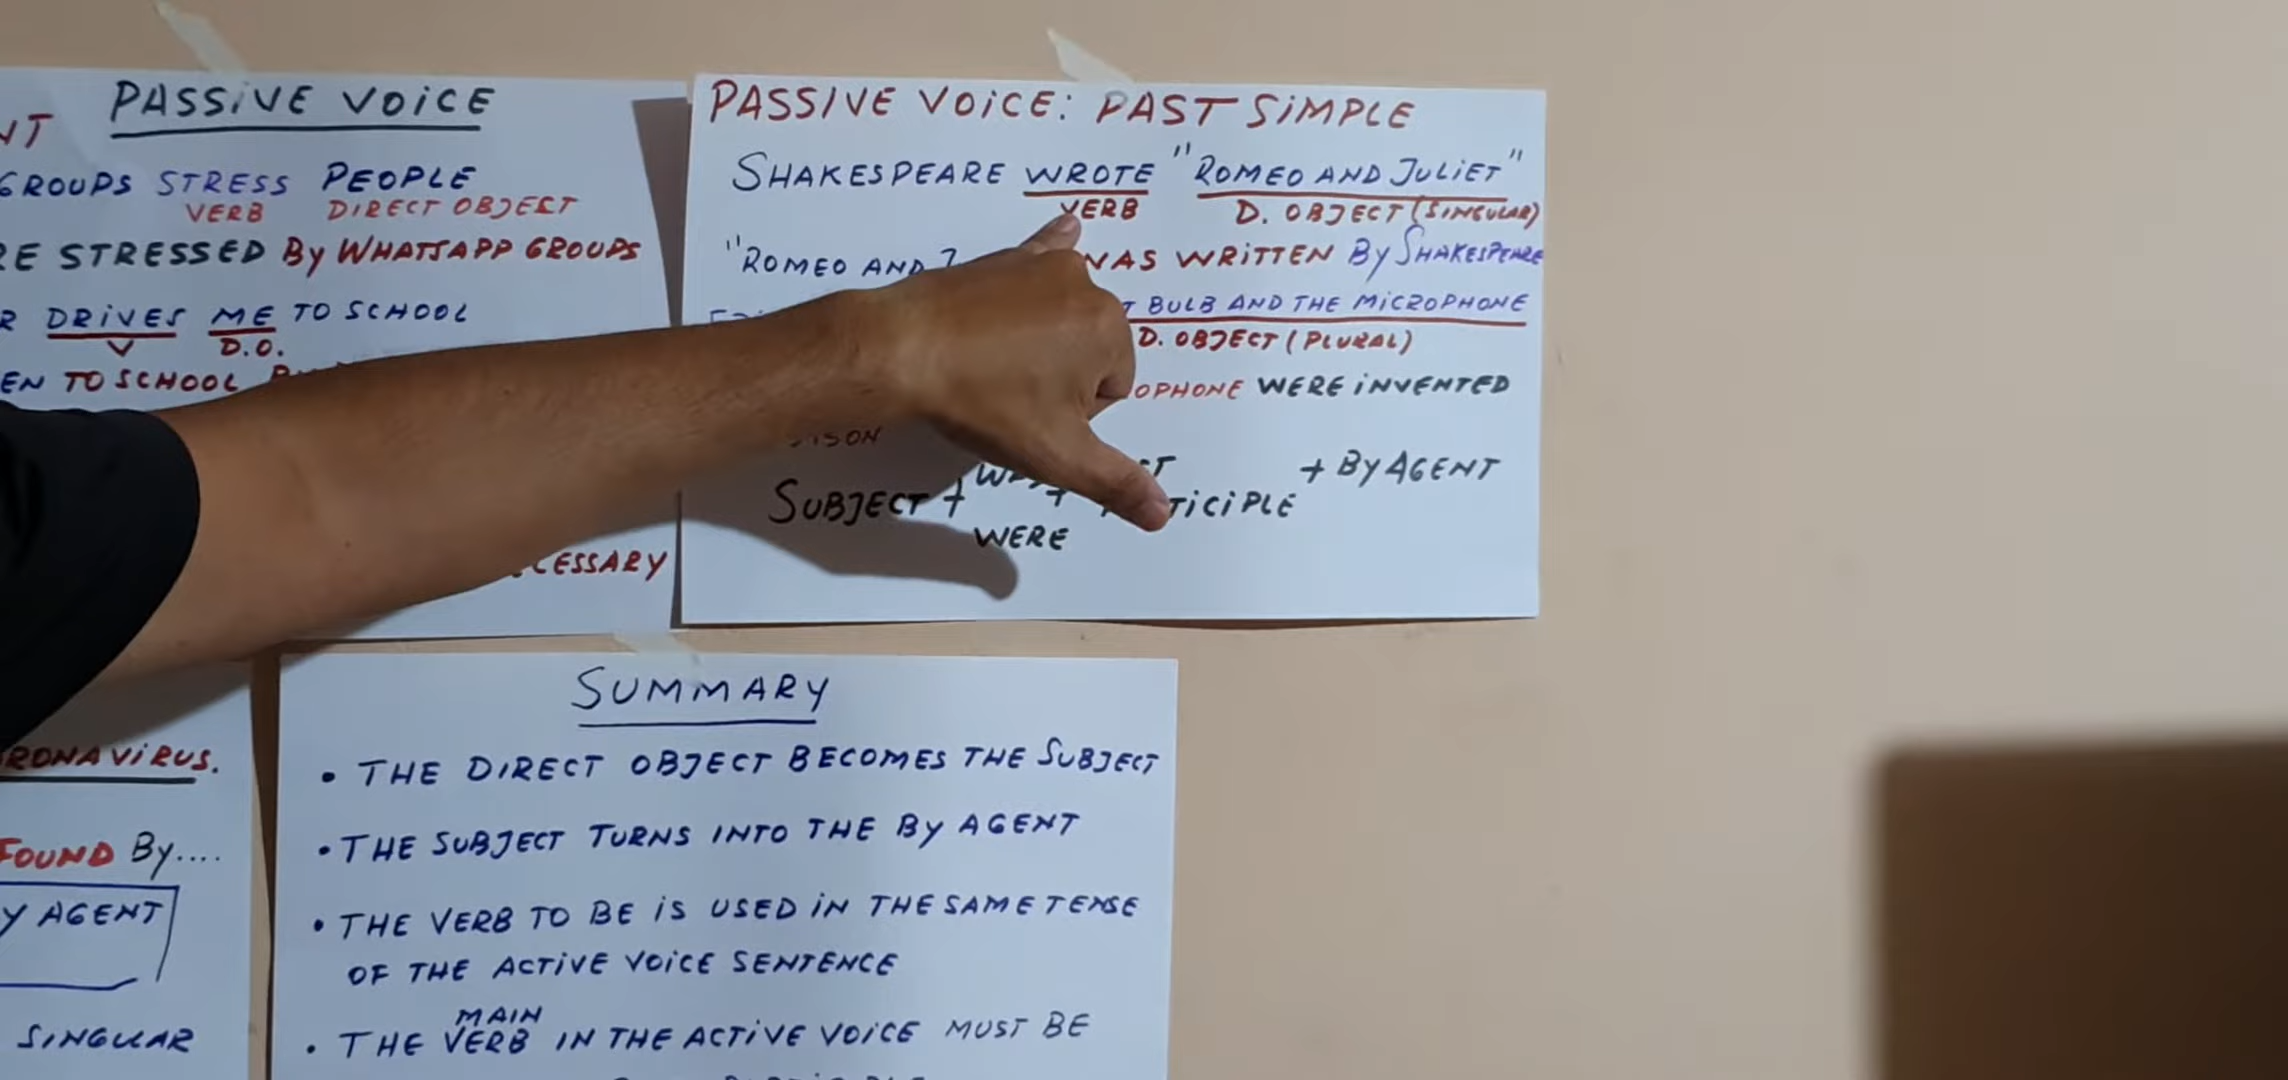 PASSIVE VOICE
NT
GROUPS STRESS PEOPLE
VERB DIRECT OBJECT
RE STRESSED By WHATSAPP GROUPS
R DRIVES ME TO SCHOOL
V D.O.
EN TO SCHOOL
CESSARY
PASSIVE VOICE: PAST SIMPLE
SHAKESPEARE WROTE "ROMEO AND JULIET"
VERB D. OBJECT (SINGULAR)
"ROMEO AND WAS WRITTEN By SHAKESPEARE
BULB AND THE MICROPHONE
D. OBJECT (PLURAL)
OPHONE WERE INVENTED
ISON
SUBJECT + + TICIPLE + By AGENT
WERE
RONAVIRUS.
FOUND By....
Y AGENT
SINGULAR
SUMMARY
• THE DIRECT OBJECT BECOMES THE SUBJECT
• THE SUBJECT TURNS INTO THE By AGENT
• THE VERB TO BE IS USED IN THE SAME TENSE
OF THE ACTIVE VOICE SENTENCE
MAIN
• THE VERB IN THE ACTIVE VOICE MUST BE